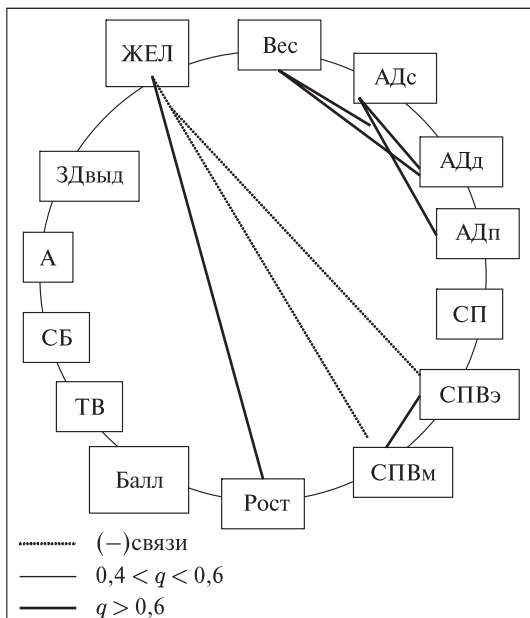 ЖЕЛ
Вес
АДс
АДд
АДп
СП
СПВэ
СПВм
Рост
Балл
ТВ
СБ
А
ЗДвыд
(−)связи
0,4 < q < 0,6
q > 0,6